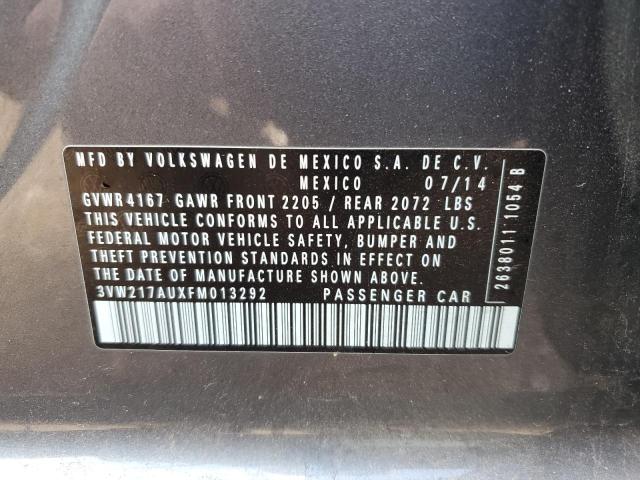 MFD BY VOLKSWAGEN DE MEXICO S.A. DE C.V.
MEXICO 07/14
GVWR 4167 GAWR FRONT 2205 / REAR 2072 LBS
THIS VEHICLE CONFORMS TO ALL APPLICABLE U.S.
FEDERAL MOTOR VEHICLE SAFETY, BUMPER AND
THEFT PREVENTION STANDARDS IN EFFECT ON
THE DATE OF MANUFACTURE SHOWN ABOVE.
3VW217AUXFM013292 PASSENGER CAR
2638011 1054 B